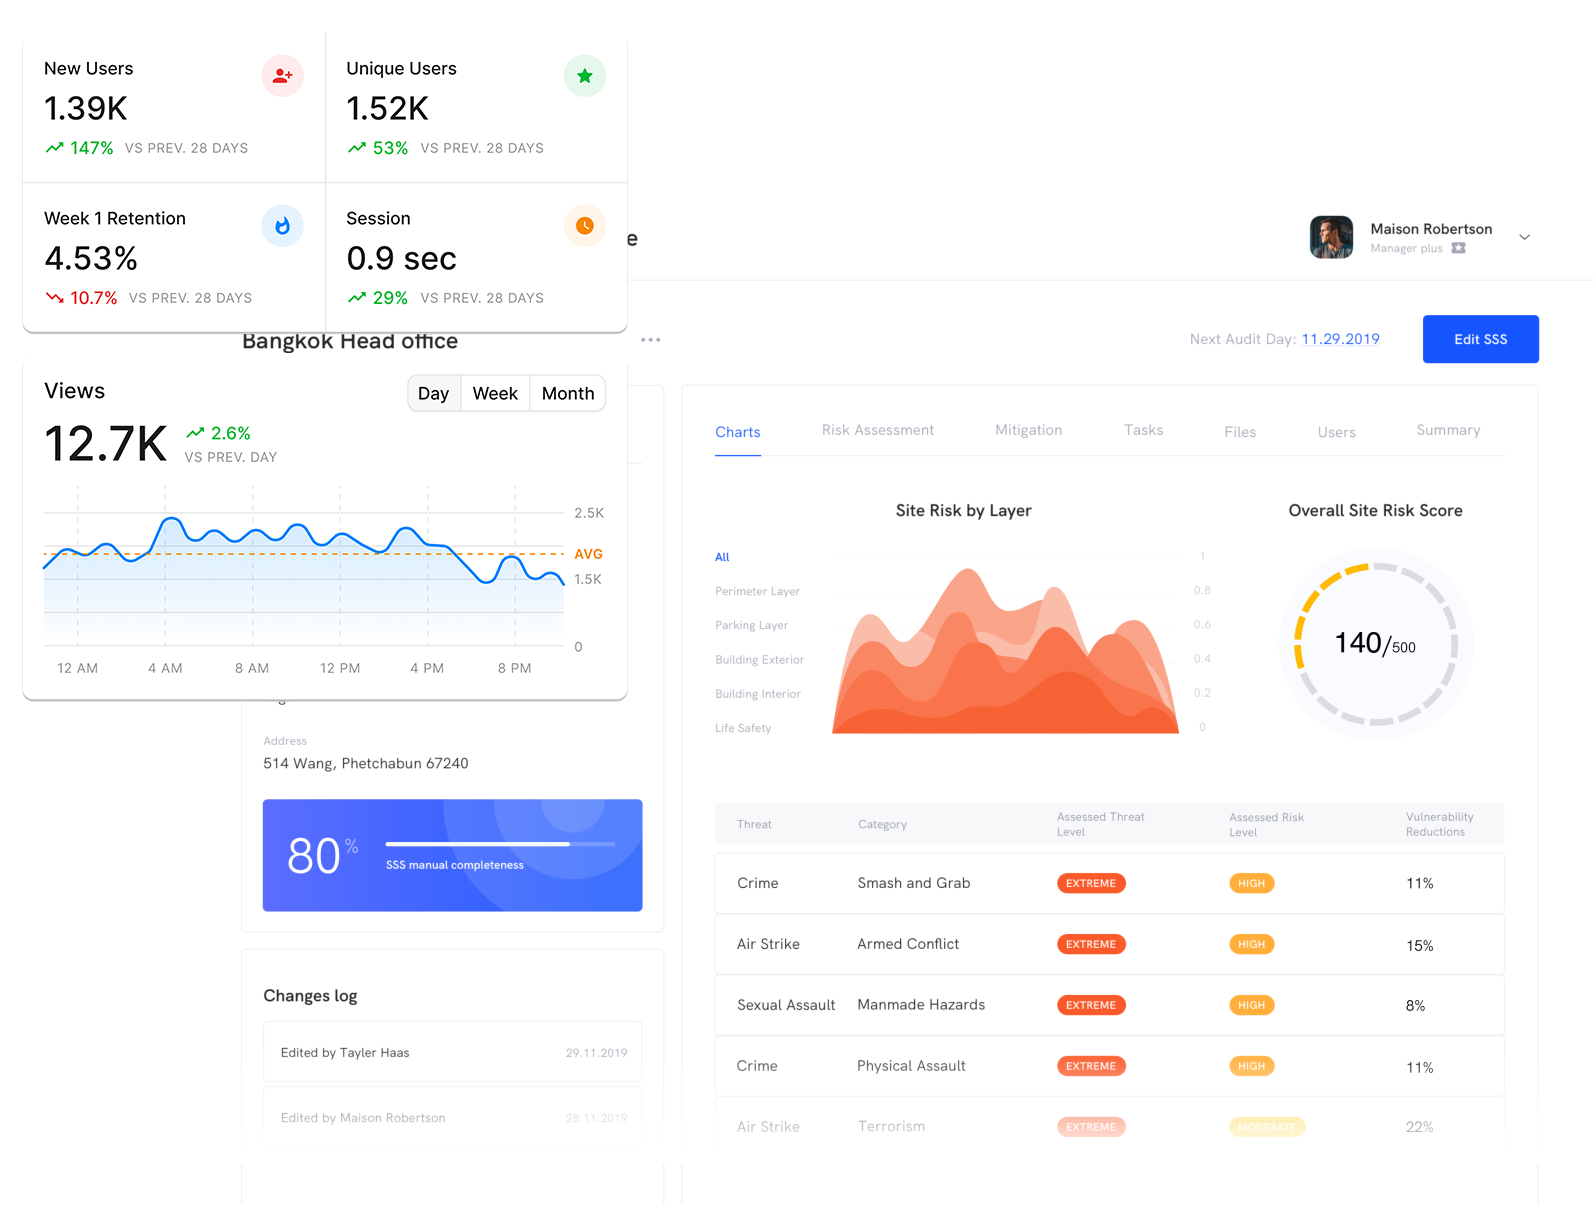 New Users
1.39K
147% VS PREV. 28 DAYS
Unique Users
1.52K
53% VS PREV. 28 DAYS
Week 1 Retention
4.53%
10.7% VS PREV. 28 DAYS
Session
0.9 sec
29% VS PREV. 28 DAYS
e
Maison Robertson
Manager plus
Bangkok Head office
Next Audit Day: 11.29.2019
Edit SSS
Views
Day Week Month
12.7K
2.6%
VS PREV. DAY
2.5K
AVG
1.5K
0
12 AM 4 AM 8 AM 12 PM 4 PM 8 PM
Address
514 Wang, Phetchabun 67240
80%
SSS manual completeness
Changes log
Edited by Tayler Haas 29.11.2019
Edited by Maison Robertson 28.11.2019
Charts Risk Assessment Mitigation Tasks Files Users Summary
Site Risk by Layer
All
Perimeter Layer
Parking Layer
Building Exterior
Building Interior
Life Safety
1
0.8
0.6
0.4
0.2
0
Overall Site Risk Score
140/500
Threat Category Assessed Threat Level Assessed Risk Level Vulnerability Reductions
Crime Smash and Grab EXTREME HIGH 11%
Air Strike Armed Conflict EXTREME HIGH 15%
Sexual Assault Manmade Hazards EXTREME HIGH 8%
Crime Physical Assault EXTREME HIGH 11%
Air Strike Terrorism EXTREME MODERATE 22%